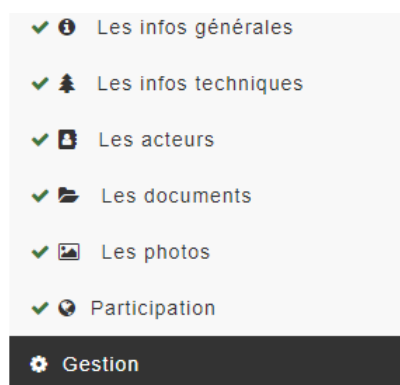 Les infos générales
Les infos techniques
Les acteurs
Les documents
Les photos
Participation
Gestion